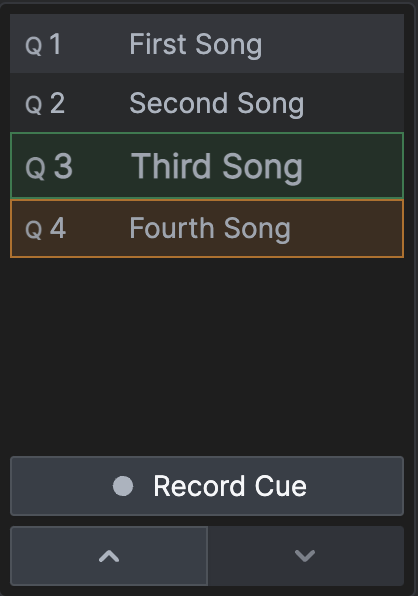 Q 1 First Song
Q 2 Second Song
Q 3 Third Song
Q 4 Fourth Song
Record Cue